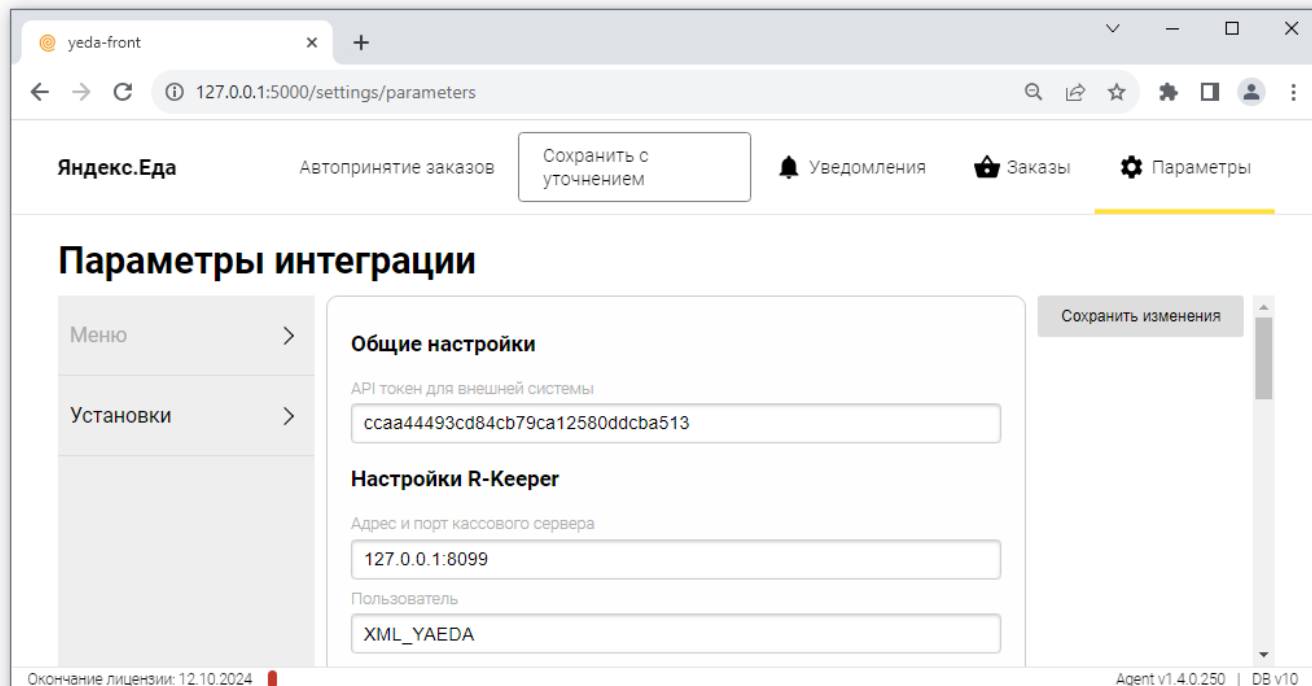 yeda-front
127.0.0.1:5000/settings/parameters
Яндекс.Еда
Автопринятие заказов
Сохранить с
уточнением
Уведомления
Заказы
Параметры
Параметры интеграции
Меню
Установки
Общие настройки
API токен для внешней системы
ccaa44493cd84cb79ca12580ddcba513
Настройки R-Keeper
Адрес и порт кассового сервера
127.0.0.1:8099
Пользователь
XML_YAEDA
Сохранить изменения
Окончание лицензии: 12.10.2024
Agent v1.4.0.250 | DB v10